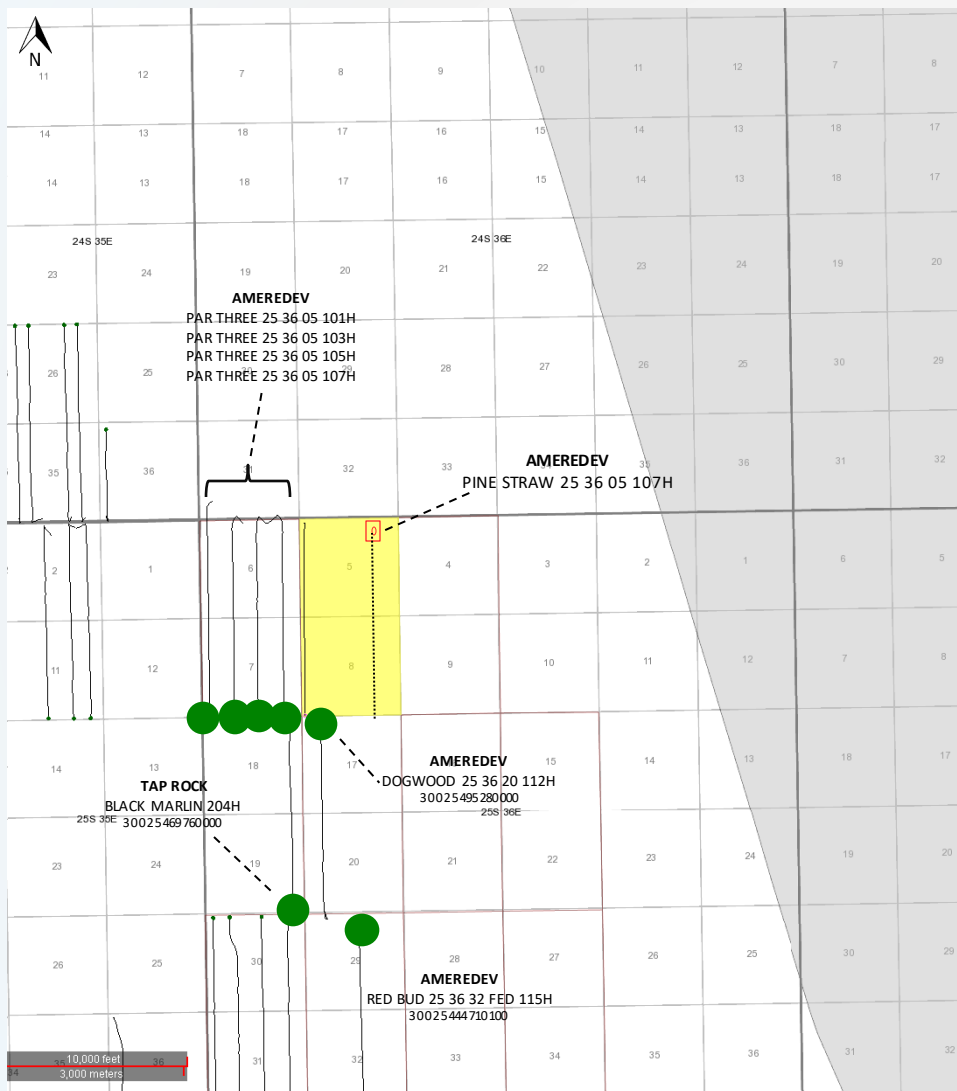 N
11 12 7 8 9 10 11 12 7 8
14 13 18 17 16 15 14 13 18 17
14 13 18 17 16 15 14 13 18 17
24S 35E 24S 36E
23 24 19 20 21 22 23 24 19 20
AMEREDEV
PAR THREE 25 36 05 101H
PAR THREE 25 36 05 103H
PAR THREE 25 36 05 105H
PAR THREE 25 36 05 107H
26 25 29 28 27 26 25 30 29
35 36 31 32 33 35 36 31 32
AMEREDEV
PINE STRAW 25 36 05 107H
2 1 6 5 4 3 2 1 6 5
11 12 7 8 9 10 11 12 7 8
14 13 18 17 15 14 13 18 17
AMEREDEV
DOGWOOD 25 36 20 112H
30025495280000
TAP ROCK
BLACK MARLIN 204H
30025469760000
25S 35E 25S 36E
23 24 19 20 21 22 23 24 19 20
26 25 30 29 28 27 26 25 30 29
AMEREDEV
RED BUD 25 36 32 FED 115H
30025444710100
34 35 36 31 32 33 34 35 36 31 32
10,000 feet
3,000 meters